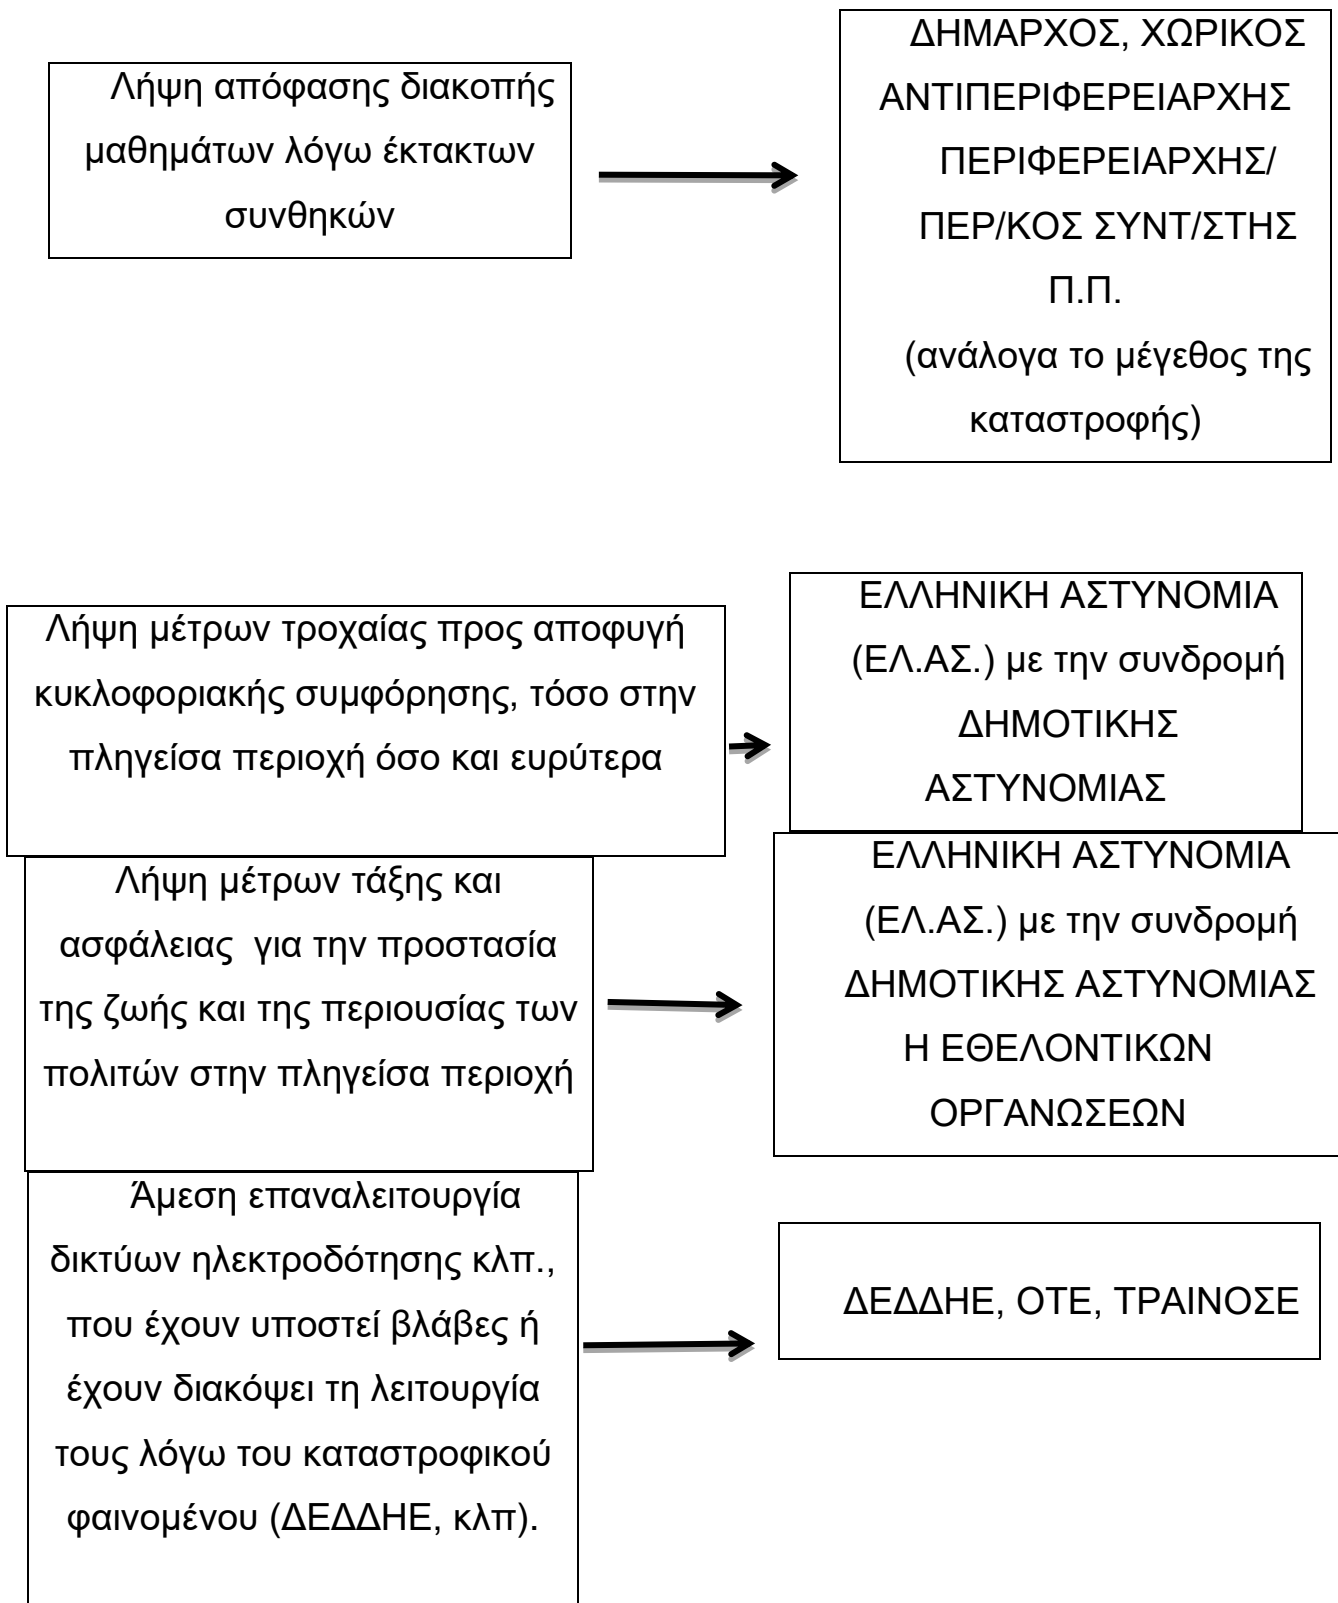 Λήψη απόφασης διακοπής
μαθημάτων λόγω έκτακτων
συνθηκών
ΔΗΜΑΡΧΟΣ, ΧΩΡΙΚΟΣ
ΑΝΤΙΠΕΡΙΦΕΡΕΙΑΡΧΗΣ
ΠΕΡΙΦΕΡΕΙΑΡΧΗΣ/
ΠΕΡ/ΚΟΣ ΣΥΝΤ/ΣΤΗΣ
Π.Π.
(ανάλογα το μέγεθος της
καταστροφής)
Λήψη μέτρων τροχαίας προς αποφυγή
κυκλοφοριακής συμφόρησης, τόσο στην
πληγείσα περιοχή όσο και ευρύτερα
ΕΛΛΗΝΙΚΗ ΑΣΤΥΝΟΜΙΑ
(ΕΛ.ΑΣ.) με την συνδρομή
ΔΗΜΟΤΙΚΗΣ
ΑΣΤΥΝΟΜΙΑΣ
Λήψη μέτρων τάξης και
ασφάλειας  για την προστασία
της ζωής και της περιουσίας των
πολιτών στην πληγείσα περιοχή
ΕΛΛΗΝΙΚΗ ΑΣΤΥΝΟΜΙΑ
(ΕΛ.ΑΣ.) με την συνδρομή
ΔΗΜΟΤΙΚΗΣ ΑΣΤΥΝΟΜΙΑΣ
Η ΕΘΕΛΟΝΤΙΚΩΝ
ΟΡΓΑΝΩΣΕΩΝ
Άμεση επαναλειτουργία
δικτύων ηλεκτροδότησης κλπ.,
που έχουν υποστεί βλάβες ή
έχουν διακόψει τη λειτουργία
τους λόγω του καταστροφικού
φαινομένου (ΔΕΔΔΗΕ, κλπ).
ΔΕΔΔΗΕ, ΟΤΕ, ΤΡΑΙΝΟΣΕ